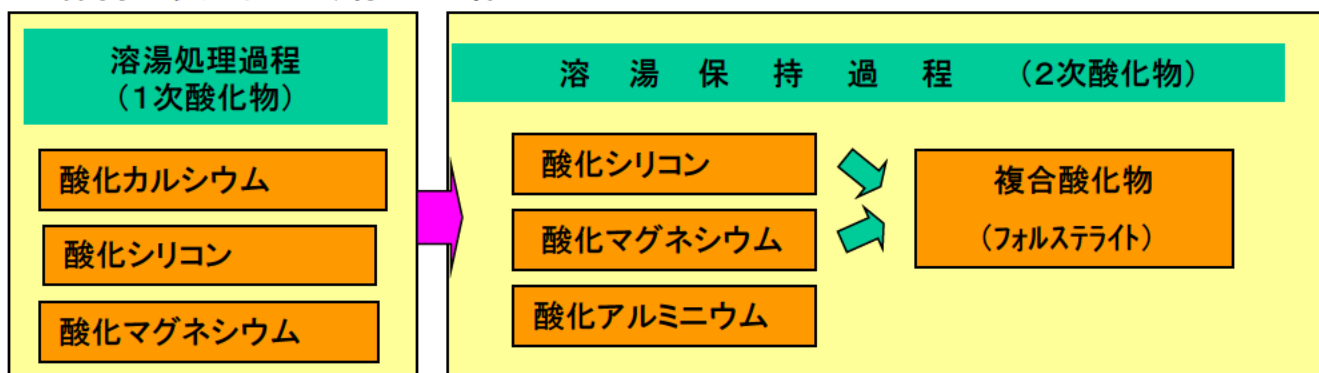 溶湯処理過程
（１次酸化物）
酸化カルシウム
酸化シリコン
酸化マグネシウム
溶湯保持過程 （２次酸化物）
酸化シリコン
酸化マグネシウム
酸化アルミニウム
複合酸化物
（フォルステライト）